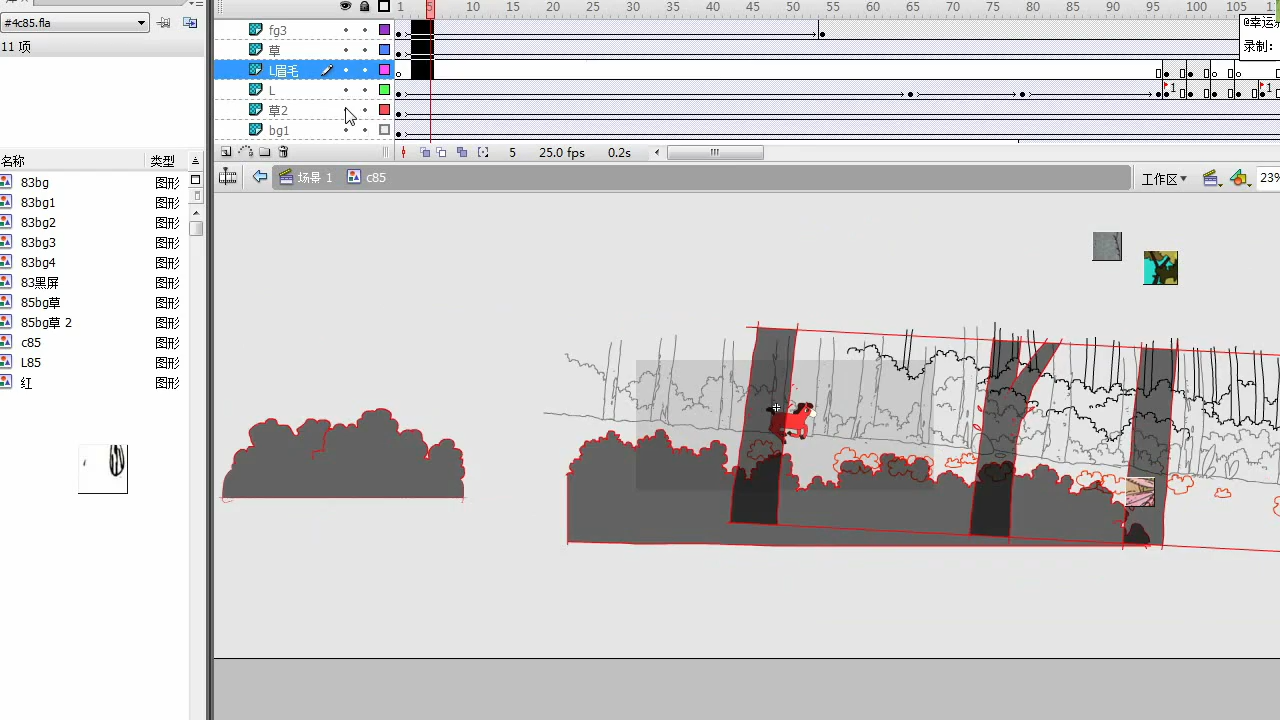 #4c85.fla
11 项
名称 类型
83bg 图形
83bg1 图形
83bg2 图形
83bg3 图形
83bg4 图形
83黑屏 图形
85bg草 图形
85bg草 2 图形
c85 图形
L85 图形
红 图形
1 5 10 15 20 25 30 35 40 45 50 55 60 65 70 75 80 85 90 95 100 105
fg3
草
L眉毛
L
草2
bg1
1 1
@幸运
录制:
5 25.0 fps 0.2s
场景 1 c85 工作区 239